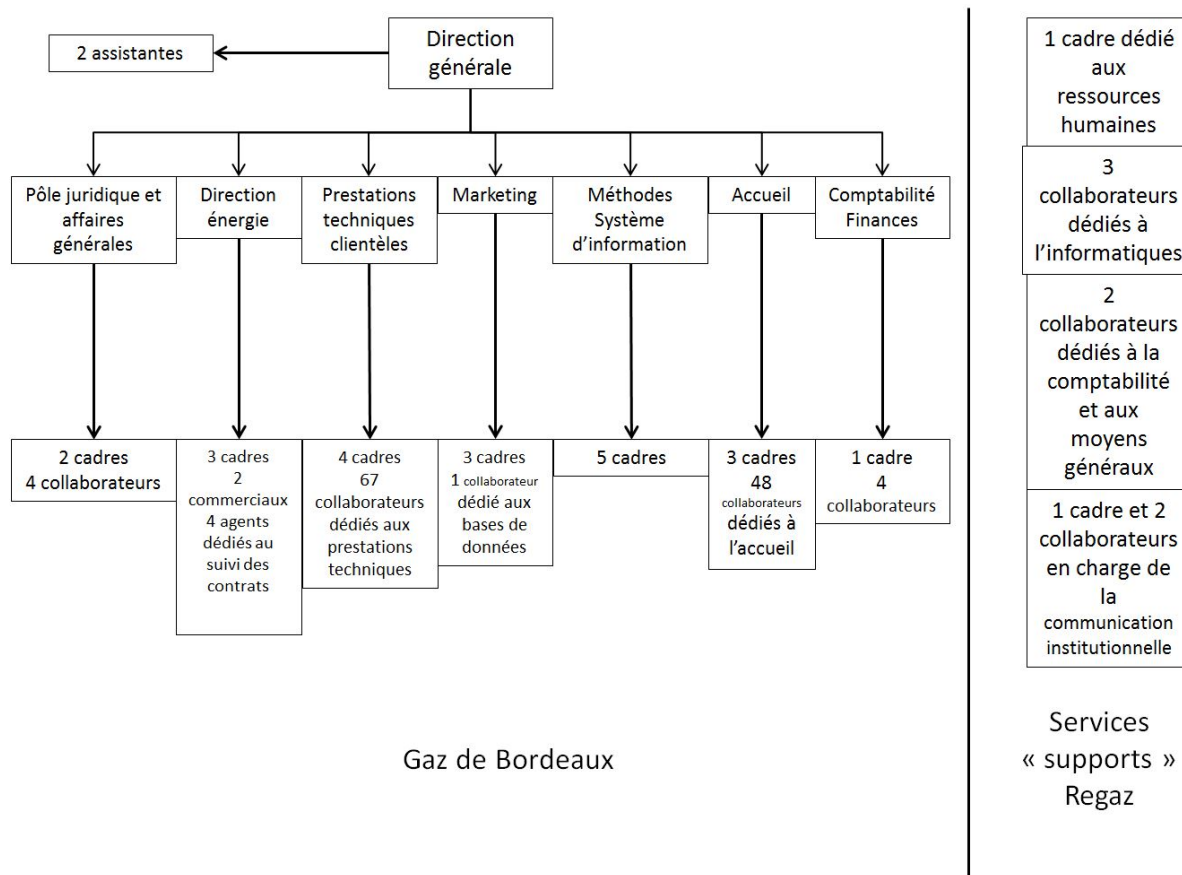 Direction
générale
2 assistantes
Pôle juridique et
affaires
générales
Direction
énergie
Prestations
techniques
clientèles
Marketing
Méthodes
Système
d’information
Accueil
Comptabilité
Finances
2 cadres
4 collaborateurs
3 cadres
2
commerciaux
4 agents
dédiés au
suivi des
contrats
4 cadres
67
collaborateurs
dédiés aux
prestations
techniques
3 cadres
1 collaborateur
dédié aux
bases de
données
5 cadres
3 cadres
48
collaborateurs
dédiés à
l’accueil
1 cadre
4
collaborateurs
Gaz de Bordeaux
1 cadre dédié
aux
ressources
humaines
3
collaborateurs
dédiés à
l’informatiques
2
collaborateurs
dédiés à la
comptabilité
et aux
moyens
généraux
1 cadre et 2
collaborateurs
en charge de
la
communication
institutionnelle
Services
« supports »
Regaz